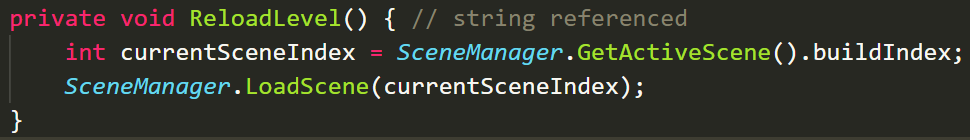 private void ReloadLevel() { // string referenced
    int currentSceneIndex = SceneManager.GetActiveScene().buildIndex;
    SceneManager.LoadScene(currentSceneIndex);
}